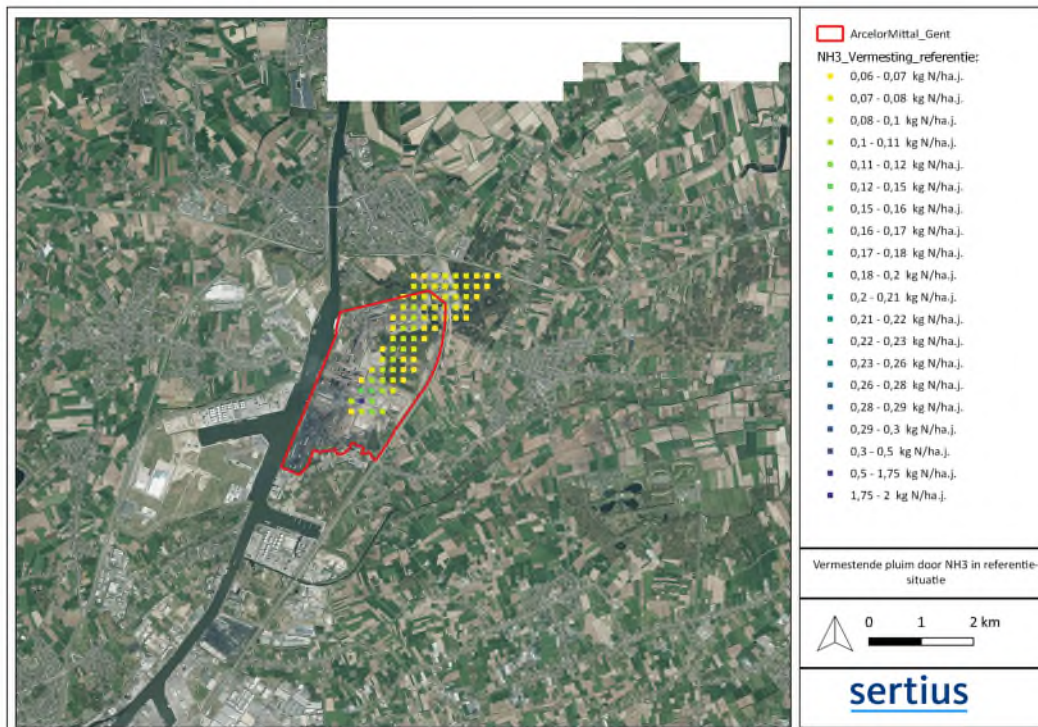 ArcelorMittal_Gent
NH3_Vermesting_referentie:
0,06 - 0,07 kg N/ha.j.
0,07 - 0,08 kg N/ha.j.
0,08 - 0,1 kg N/ha.j.
0,1 - 0,11 kg N/ha.j.
0,11 - 0,12 kg N/ha.j.
0,12 - 0,15 kg N/ha.j.
0,15 - 0,16 kg N/ha.j.
0,16 - 0,17 kg N/ha.j.
0,17 - 0,18 kg N/ha.j.
0,18 - 0,2 kg N/ha.j.
0,2 - 0,21 kg N/ha.j.
0,21 - 0,22 kg N/ha.j.
0,22 - 0,23 kg N/ha.j.
0,23 - 0,26 kg N/ha.j.
0,26 - 0,28 kg N/ha.j.
0,28 - 0,29 kg N/ha.j.
0,29 - 0,3 kg N/ha.j.
0,3 - 0,5 kg N/ha.j.
0,5 - 1,75 kg N/ha.j.
1,75 - 2 kg N/ha.j.
Vermestende pluim door NH3 in referentie-
situatie
0 1 2 km
sertius